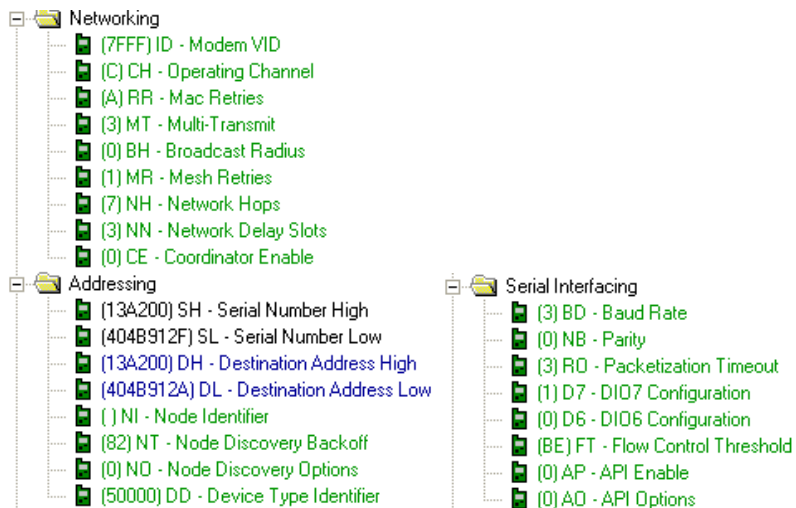 Networking
(7FFF) ID - Modem VID
(C) CH - Operating Channel
(A) RR - Mac Retries
(3) MT - Multi-Transmit
(0) BH - Broadcast Radius
(1) MR - Mesh Retries
(7) NH - Network Hops
(3) NN - Network Delay Slots
(0) CE - Coordinator Enable
Addressing
(13A200) SH - Serial Number High
(404B912F) SL - Serial Number Low
(13A200) DH - Destination Address High
(404B912A) DL - Destination Address Low
( ) NI - Node Identifier
(82) NT - Node Discovery Backoff
(0) NO - Node Discovery Options
(50000) DD - Device Type Identifier
Serial Interfacing
(3) BD - Baud Rate
(0) NB - Parity
(3) RO - Packetization Timeout
(1) D7 - DIO7 Configuration
(0) D6 - DIO6 Configuration
(BE) FT - Flow Control Threshold
(0) AP - API Enable
(0) AO - API Options